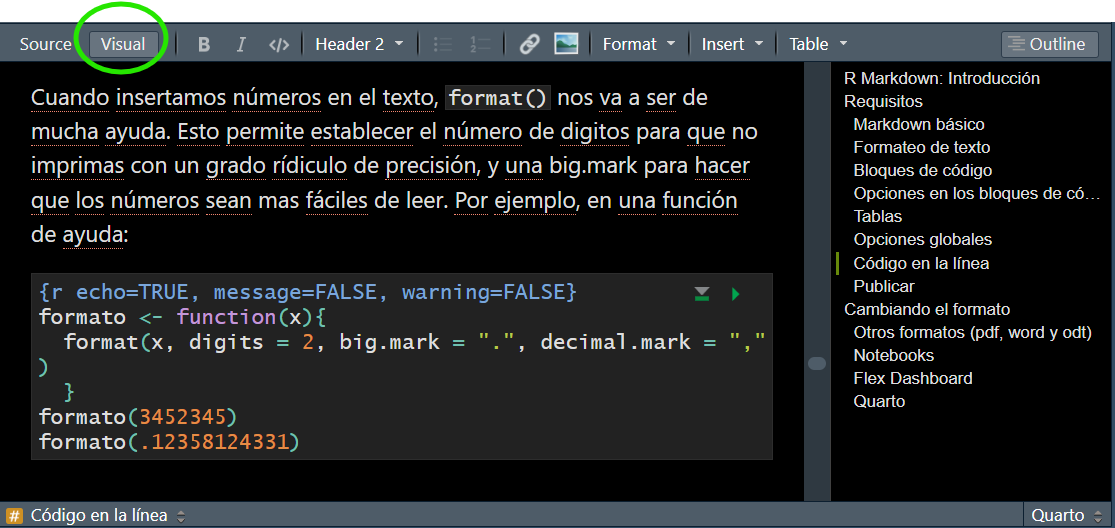 Source Visual B I </> Header 2 Format Insert Table Outline
Cuando insertamos números en el texto, format() nos va a ser de
mucha ayuda. Esto permite establecer el número de digitos para que no
imprimas con un grado rídiculo de precisión, y una big.mark para hacer
que los números sean mas fáciles de leer. Por ejemplo, en una función
de ayuda:
{r echo=TRUE, message=FALSE, warning=FALSE}
formato <- function(x){
format(x, digits = 2, big.mark = ".", decimal.mark = ","
)
}
formato(3452345)
formato(.12358124331)
R Markdown: Introducción
Requisitos
Markdown básico
Formateo de texto
Bloques de código
Opciones en los bloques de có…
Tablas
Opciones globales
Código en la línea
Publicar
Cambiando el formato
Otros formatos (pdf, word y odt)
Notebooks
Flex Dashboard
Quarto
# Código en la línea Quarto